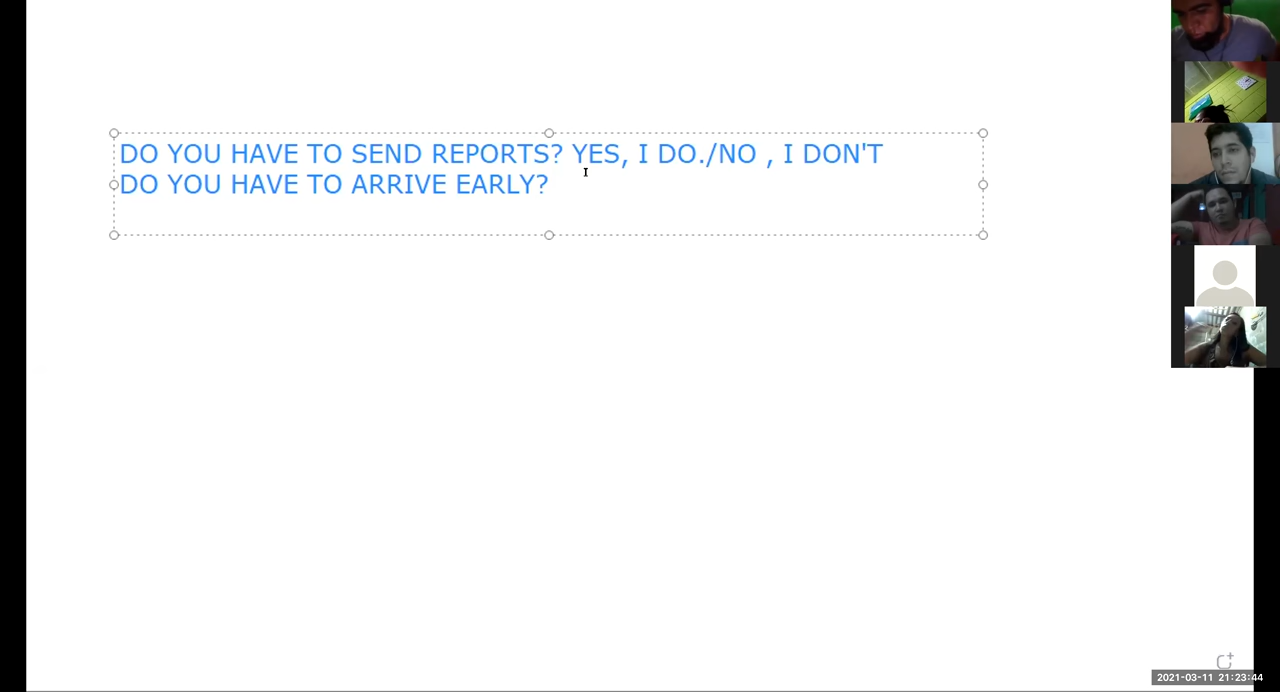 DO YOU HAVE TO SEND REPORTS? YES, I DO./NO , I DON'T
DO YOU HAVE TO ARRIVE EARLY?
2021-03-11 21:23:44